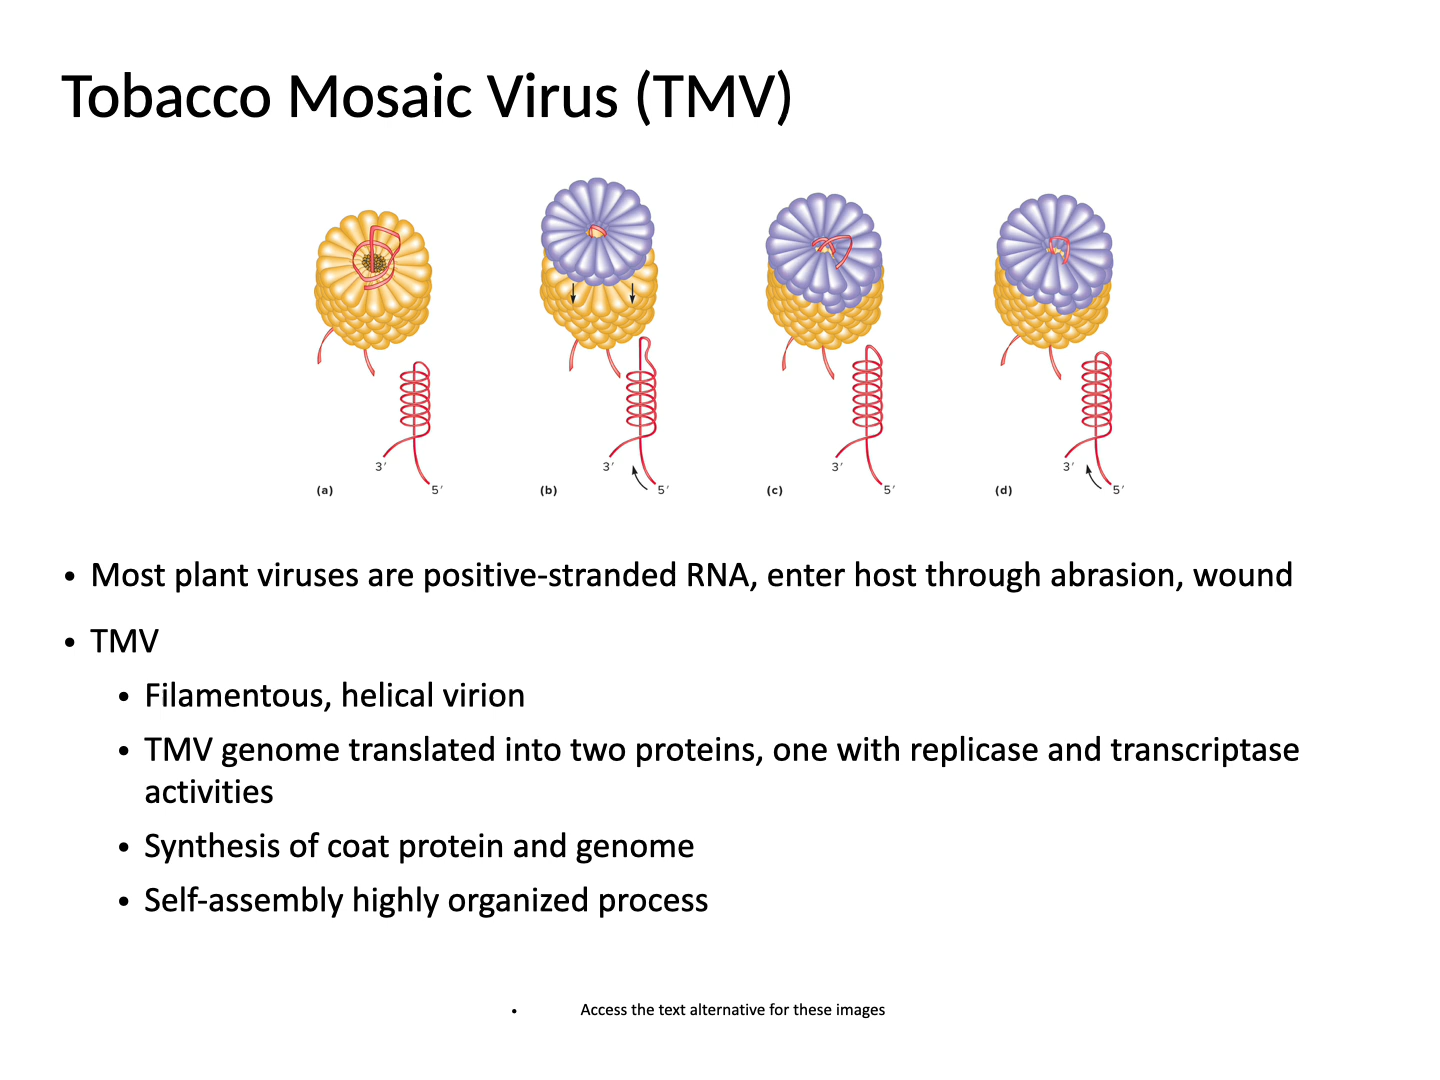 Tobacco Mosaic Virus (TMV)
3′
5′
(a)
3′
5′
(b)
3′
5′
(c)
3′
5′
(d)
• Most plant viruses are positive-stranded RNA, enter host through abrasion, wound
• TMV
• Filamentous, helical virion
• TMV genome translated into two proteins, one with replicase and transcriptase
activities
• Synthesis of coat protein and genome
• Self-assembly highly organized process
• Access the text alternative for these images